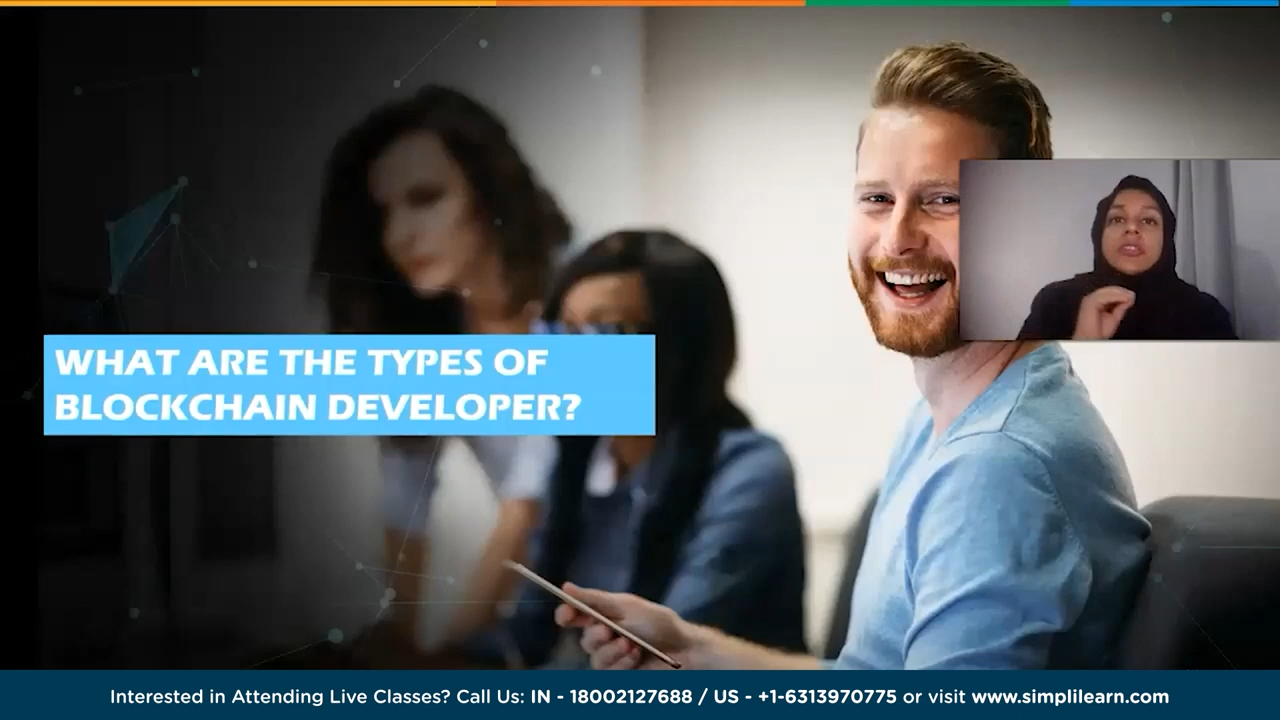 WHAT ARE THE TYPES OF
BLOCKCHAIN DEVELOPER?
Interested in Attending Live Classes? Call Us: IN - 18002127688 / US - +1-6313970775 or visit www.simplilearn.com